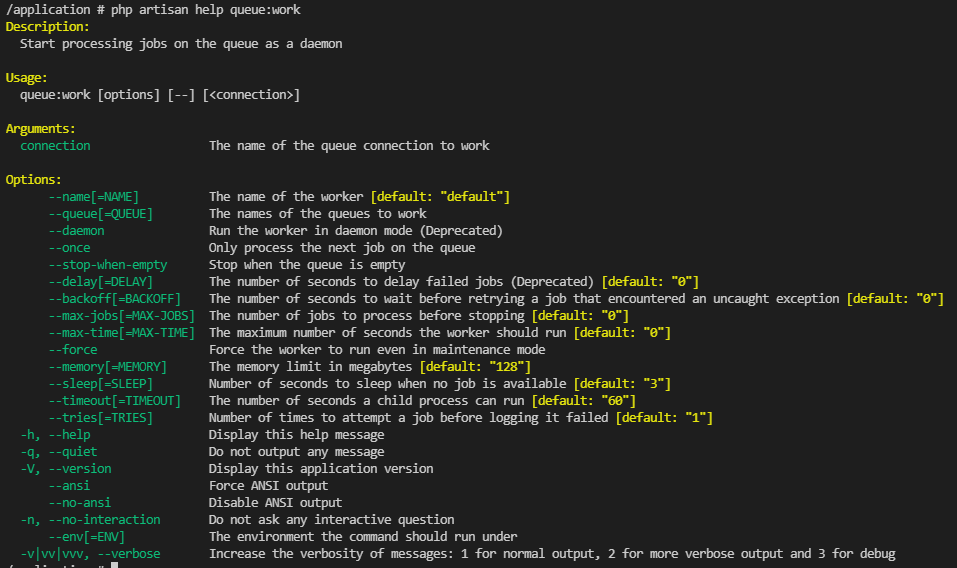 /application # php artisan help queue:work
Description:
  Start processing jobs on the queue as a daemon

Usage:
  queue:work [options] [--] [<connection>]

Arguments:
  connection                 The name of the queue connection to work

Options:
      --name[=NAME]          The name of the worker [default: "default"]
      --queue[=QUEUE]        The names of the queues to work
      --daemon               Run the worker in daemon mode (Deprecated)
      --once                 Only process the next job on the queue
      --stop-when-empty      Stop when the queue is empty
      --delay[=DELAY]        The number of seconds to delay failed jobs (Deprecated) [default: "0"]
      --backoff[=BACKOFF]    The number of seconds to wait before retrying a job that encountered an uncaught exception [default: "0"]
      --max-jobs[=MAX-JOBS]  The number of jobs to process before stopping [default: "0"]
      --max-time[=MAX-TIME]  The maximum number of seconds the worker should run [default: "0"]
      --force                Force the worker to run even in maintenance mode
      --memory[=MEMORY]      The memory limit in megabytes [default: "128"]
      --sleep[=SLEEP]        Number of seconds to sleep when no job is available [default: "3"]
      --timeout[=TIMEOUT]    The number of seconds a child process can run [default: "60"]
      --tries[=TRIES]        Number of times to attempt a job before logging it failed [default: "1"]
  -h, --help                 Display this help message
  -q, --quiet                Do not output any message
  -V, --version              Display this application version
      --ansi                 Force ANSI output
      --no-ansi              Disable ANSI output
  -n, --no-interaction       Do not ask any interactive question
      --env[=ENV]            The environment the command should run under
  -v|vv|vvv, --verbose       Increase the verbosity of messages: 1 for normal output, 2 for more verbose output and 3 for debug
/application #